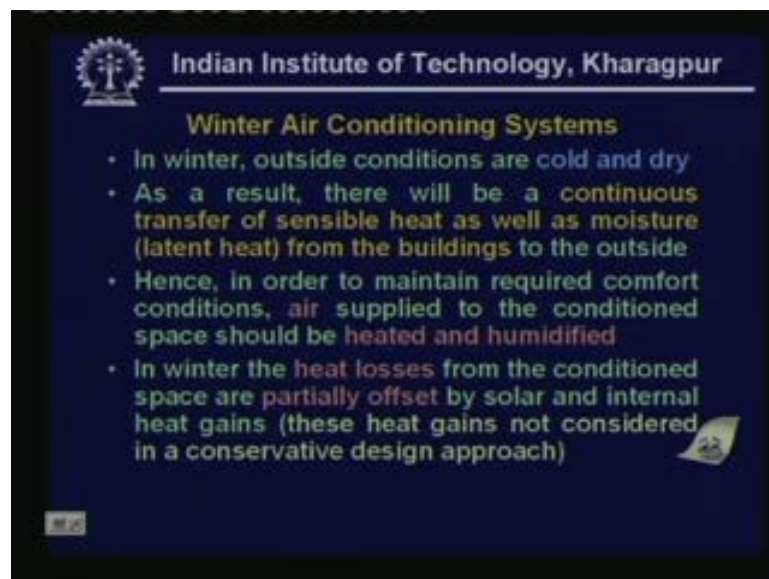 Indian Institute of Technology, Kharagpur
Winter Air Conditioning Systems
• In winter, outside conditions are cold and dry
• As a result, there will be a continuous
transfer of sensible heat as well as moisture
(latent heat) from the buildings to the outside
• Hence, in order to maintain required comfort
conditions, air supplied to the conditioned
space should be heated and humidified
• In winter the heat losses from the conditioned
space are partially offset by solar and internal
heat gains (these heat gains not considered
in a conservative design approach)